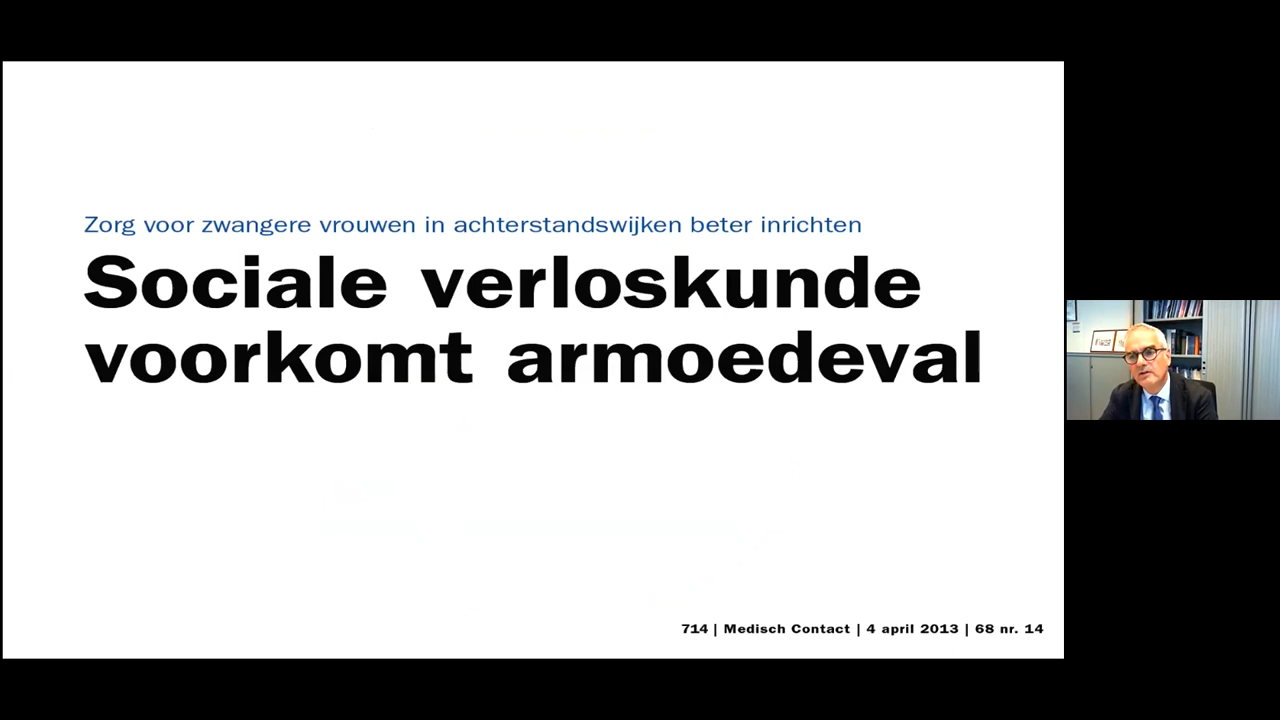 Zorg voor zwangere vrouwen in achterstandswijken beter inrichten
Sociale verloskunde
voorkomt armoedeval
714 | Medisch Contact | 4 april 2013 | 68 nr. 14